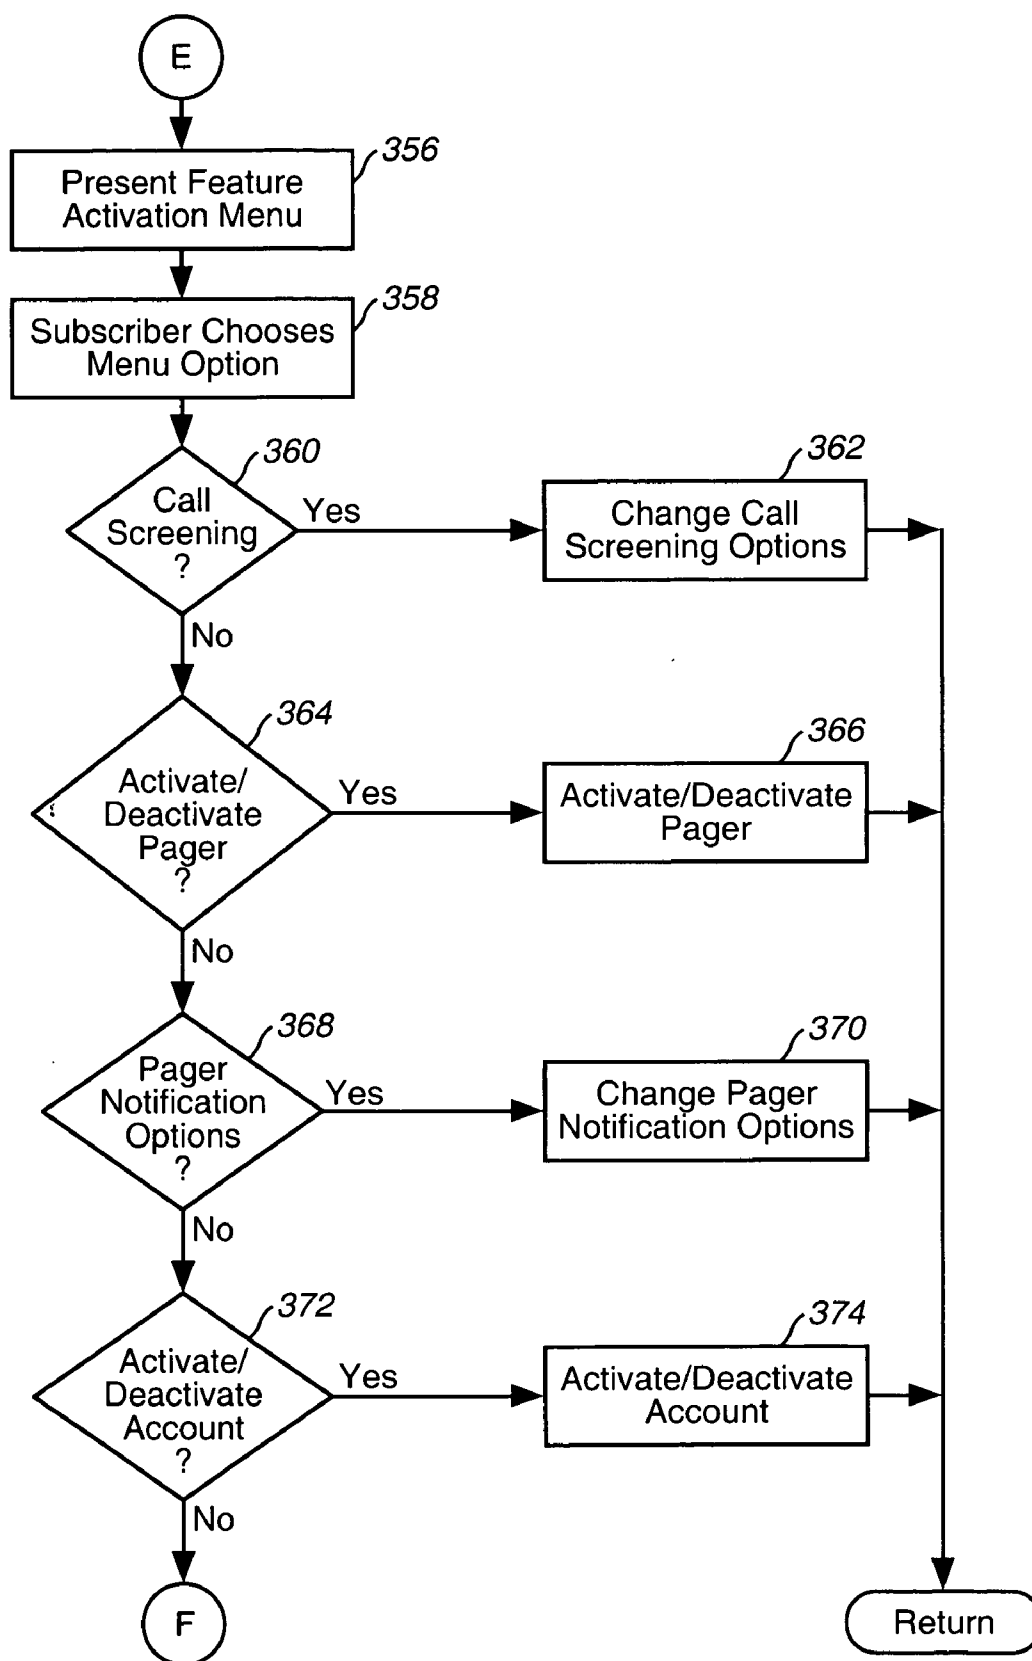 E
356
Present Feature
Activation Menu
358
Subscriber Chooses
Menu Option
360
Call
Screening
?
Yes
362
Change Call
Screening Options
No
364
Activate/
Deactivate
Pager
?
Yes
366
Activate/Deactivate
Pager
No
368
Pager
Notification
Options
?
Yes
370
Change Pager
Notification Options
No
372
Activate/
Deactivate
Account
?
Yes
374
Activate/Deactivate
Account
No
F
Return